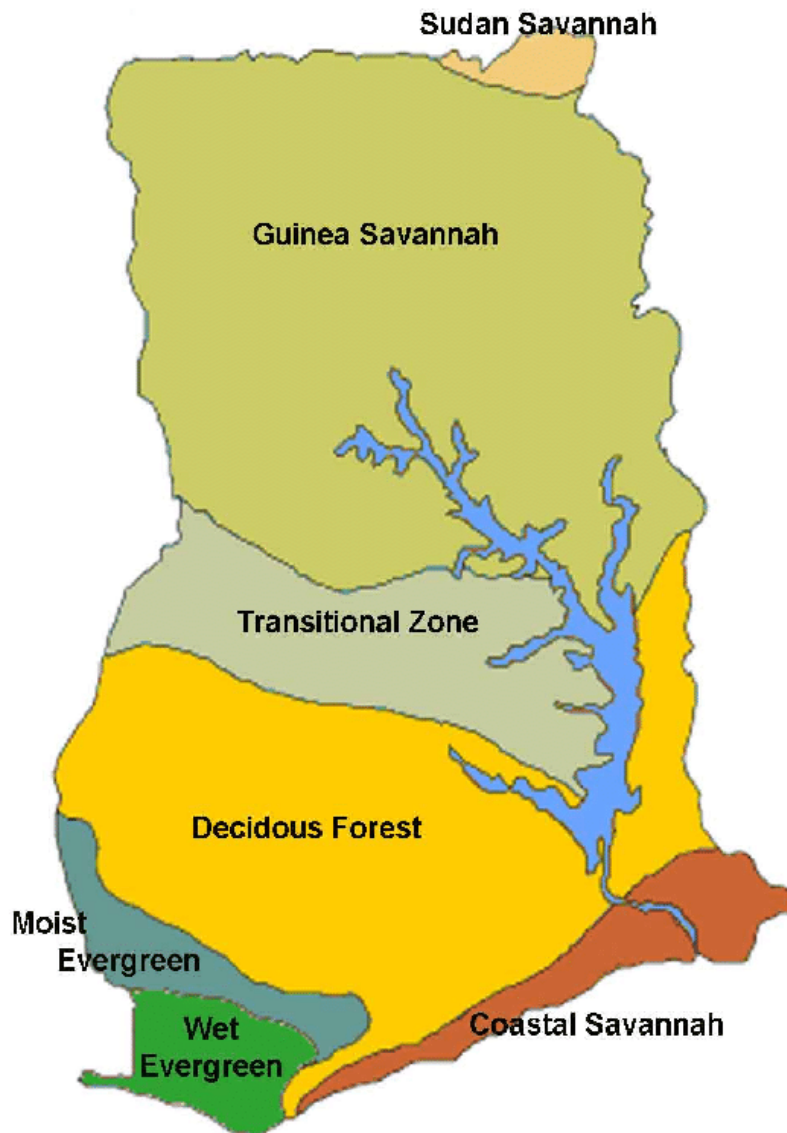 Sudan Savannah
Guinea Savannah
Transitional Zone
Decidous Forest
Moist
Evergreen
Wet
Evergreen
Coastal Savannah